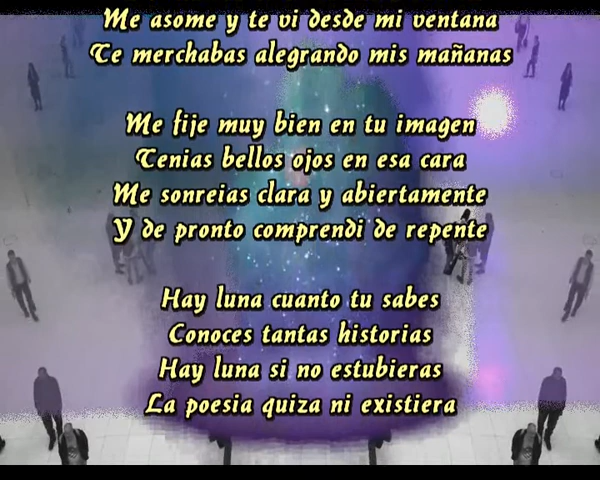 Me asome y te vi desde mi ventana
Te merchabas alegrando mis mañanas
Me fije muy bien en tu imagen
Tenias bellos ojos en esa cara
Me sonreias clara y abiertamente
Y de pronto comprendi de repente
Hay luna cuanto tu sabes
Conoces tantas historias
Hay luna si no estubieras
La poesia quiza ni existiera